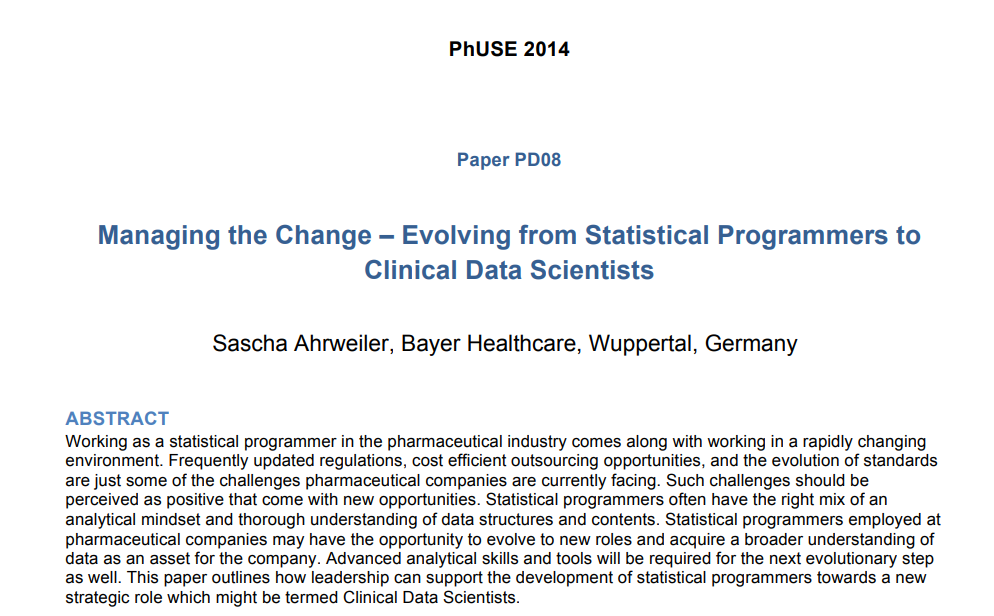 PhUSE 2014
Paper PD08
Managing the Change – Evolving from Statistical Programmers to
Clinical Data Scientists
Sascha Ahrweiler, Bayer Healthcare, Wuppertal, Germany
ABSTRACT
Working as a statistical programmer in the pharmaceutical industry comes along with working in a rapidly changing
environment. Frequently updated regulations, cost efficient outsourcing opportunities, and the evolution of standards
are just some of the challenges pharmaceutical companies are currently facing. Such challenges should be
perceived as positive that come with new opportunities. Statistical programmers often have the right mix of an
analytical mindset and thorough understanding of data structures and contents. Statistical programmers employed at
pharmaceutical companies may have the opportunity to evolve to new roles and acquire a broader understanding of
data as an asset for the company. Advanced analytical skills and tools will be required for the next evolutionary step
as well. This paper outlines how leadership can support the development of statistical programmers towards a new
strategic role which might be termed Clinical Data Scientists.